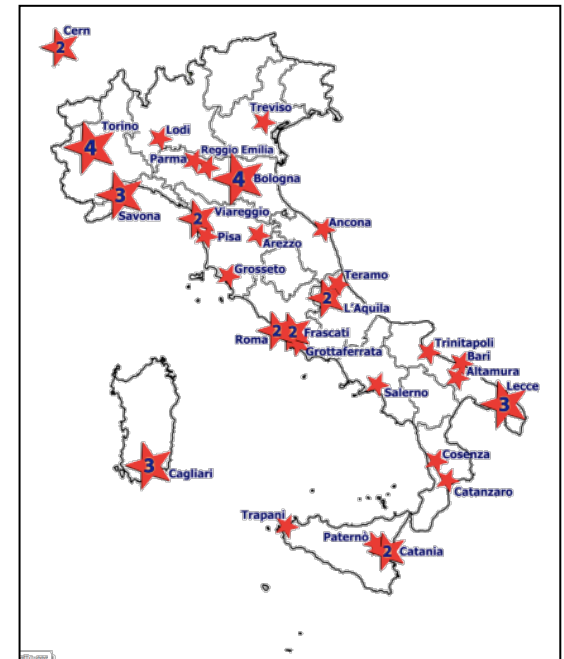 Cern
2
Treviso
Torino
4
Lodi
Parma
Reggio Emilia
4
Bologna
3
Savona
2
Viareggio
Pisa
Arezzo
Ancona
Grosseto
Teramo
2
L'Aquila
Roma
2
2
Frascati
Grottaferrata
Trinitapoli
Bari
Altamura
Lecce
3
Salerno
3
Cagliari
Cosenza
Catanzaro
Trapani
Paternò
2
Catania